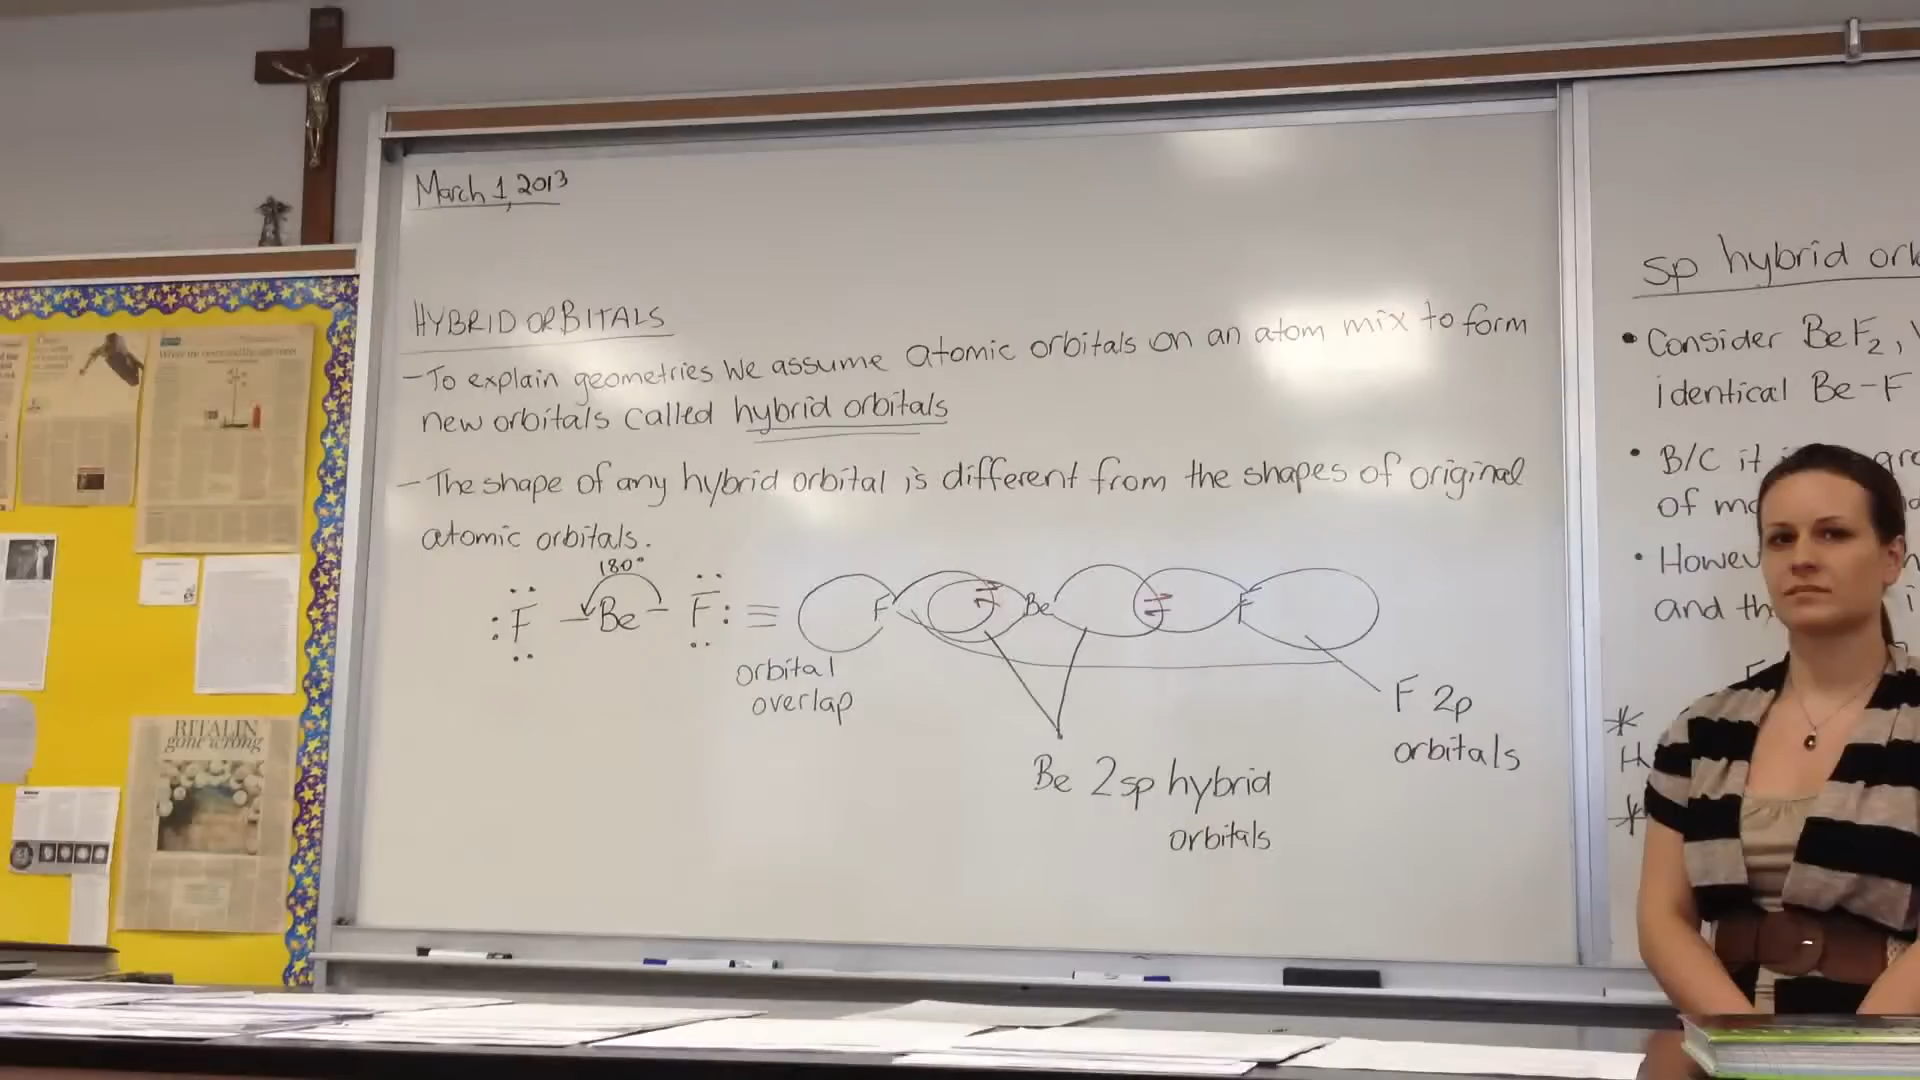 March 1, 2013
HYBRID ORBITALS
- To explain geometries we assume atomic orbitals on an atom mix to form
new orbitals called hybrid orbitals
- The shape of any hybrid orbital is different from the shapes of original
atomic orbitals.
180°
:F - Be - F: ≡ F Be F
orbital
overlap
F 2p
orbitals
Be 2sp hybrid
orbitals
sp hybrid
• Consider BeF₂,
identical Be-F
• B/C it
of
•
and
RITALIN
gone wrong